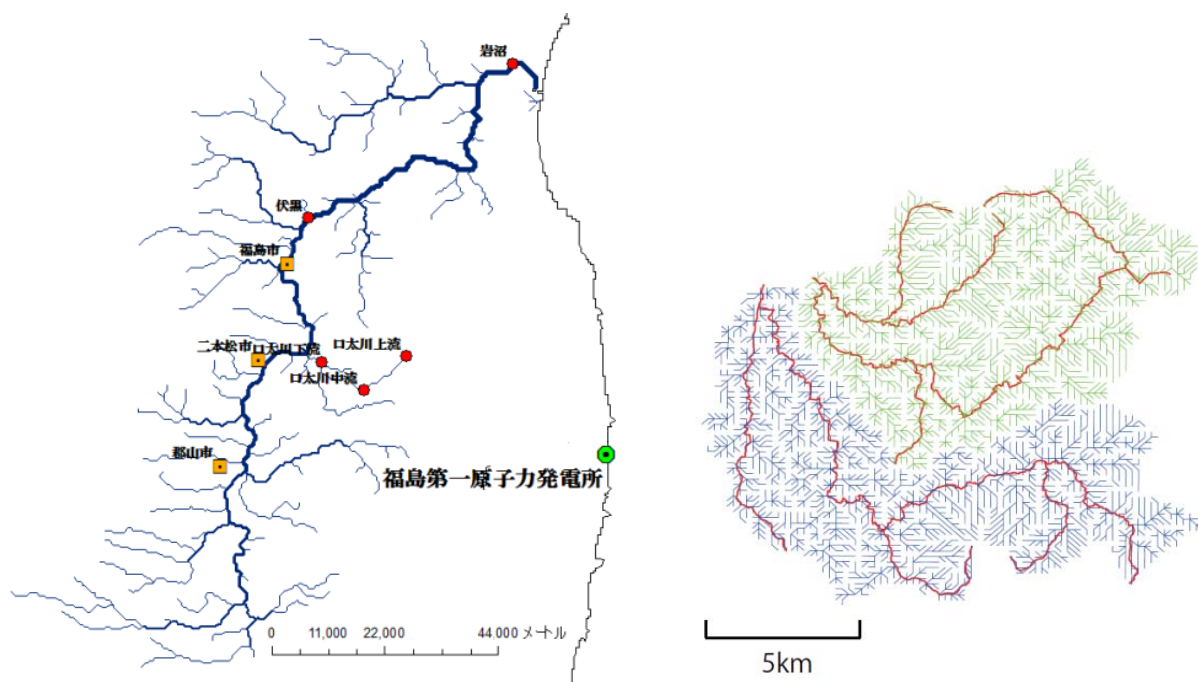 岩沼
伏黒
福島市
二本松市
口太川下流
口太川上流
口太川中流
郡山市
福島第一原子力発電所
0 11,000 22,000 44,000 メートル
5km